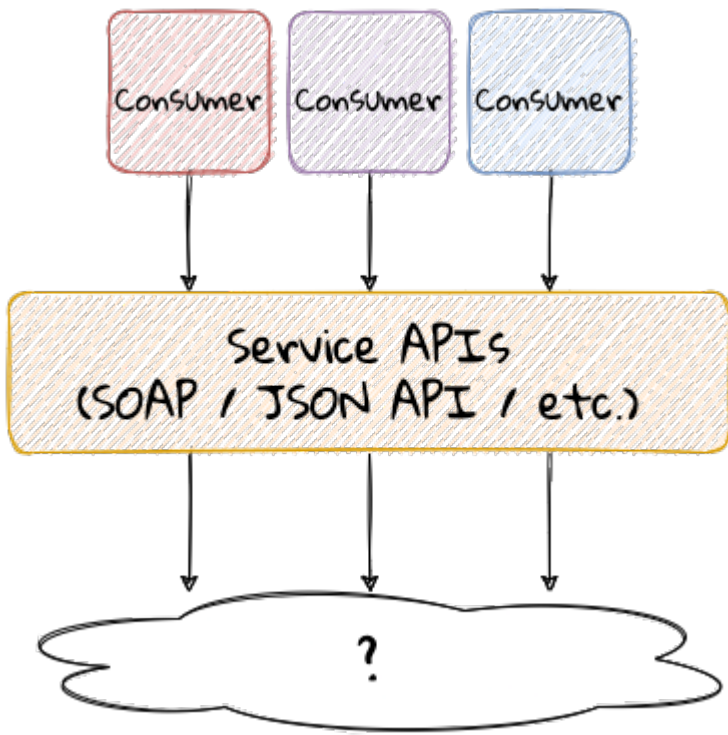 Consumer Consumer Consumer
Service APIs
(SOAP / JSON API / etc.)
?